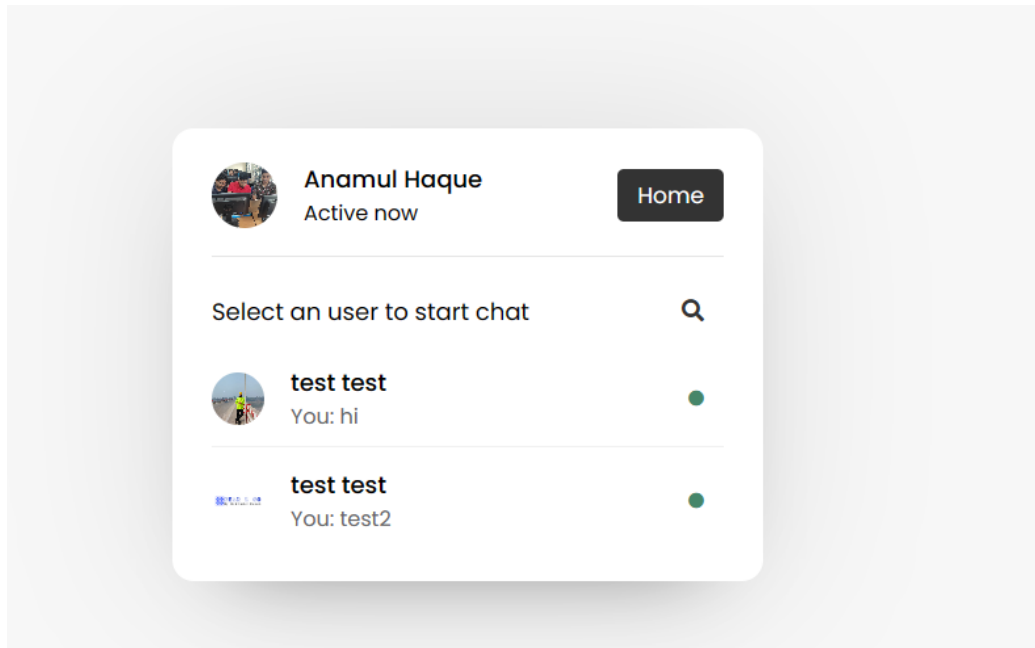 Anamul Haque
Active now
Home
Select an user to start chat
test test
You: hi
test test
You: test2